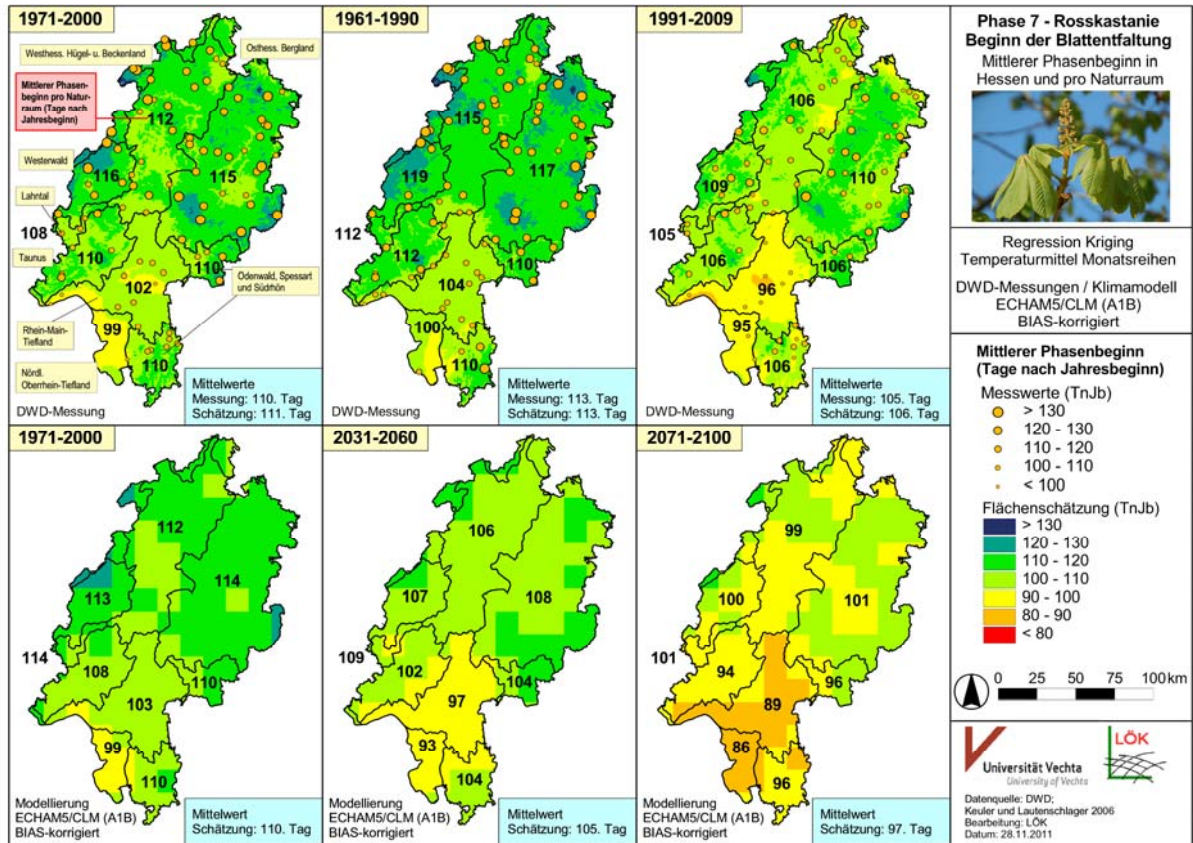 1971-2000
Westhess. Hügel- u. Beckenland
Osthess. Bergland
Mittlerer Phasen-
beginn pro Natur-
raum (Tage nach
Jahresbeginn)
112
Westerwald
116
115
Lahntal
108
110
Taunus
110
102
Odenwald, Spessart
und Südrhön
Rhein-Main-
Tiefland
99
110
Nördl.
Oberrhein-Tiefland
DWD-Messung
Mittelwerte
Messung: 110. Tag
Schätzung: 111. Tag
1961-1990
115
117
119
112
112
110
104
100
110
DWD-Messung
Mittelwerte
Messung: 113. Tag
Schätzung: 113. Tag
1991-2009
106
109
110
105
106
106
96
95
106
DWD-Messung
Mittelwerte
Messung: 105. Tag
Schätzung: 106. Tag
1971-2000
112
113
114
114
108
110
103
99
110
Modellierung
ECHAM5/CLM (A1B)
BIAS-korrigiert
Mittelwert
Schätzung: 110. Tag
2031-2060
106
107
108
109
102
104
97
93
104
Modellierung
ECHAM5/CLM (A1B)
BIAS-korrigiert
Mittelwert
Schätzung: 105. Tag
2071-2100
99
100
101
101
94
96
89
86
96
Modellierung
ECHAM5/CLM (A1B)
BIAS-korrigiert
Mittelwert
Schätzung: 97. Tag
Phase 7 - Rosskastanie
Beginn der Blattentfaltung
Mittlerer Phasenbeginn in
Hessen und pro Naturraum
Regression Kriging
Temperaturmittel Monatsreihen
DWD-Messungen / Klimamodell
ECHAM5/CLM (A1B)
BIAS-korrigiert
Mittlerer Phasenbeginn
(Tage nach Jahresbeginn)
Messwerte (TnJb)
> 130
120 - 130
110 - 120
100 - 110
< 100
Flächenschätzung (TnJb)
> 130
120 - 130
110 - 120
100 - 110
90 - 100
80 - 90
< 80
0 25 50 75 100 km
Universität Vechta
University of Vechta
LÖK
Datenquelle: DWD;
Keuler und Lautenschlager 2006
Bearbeitung: LÖK
Datum: 28.11.2011